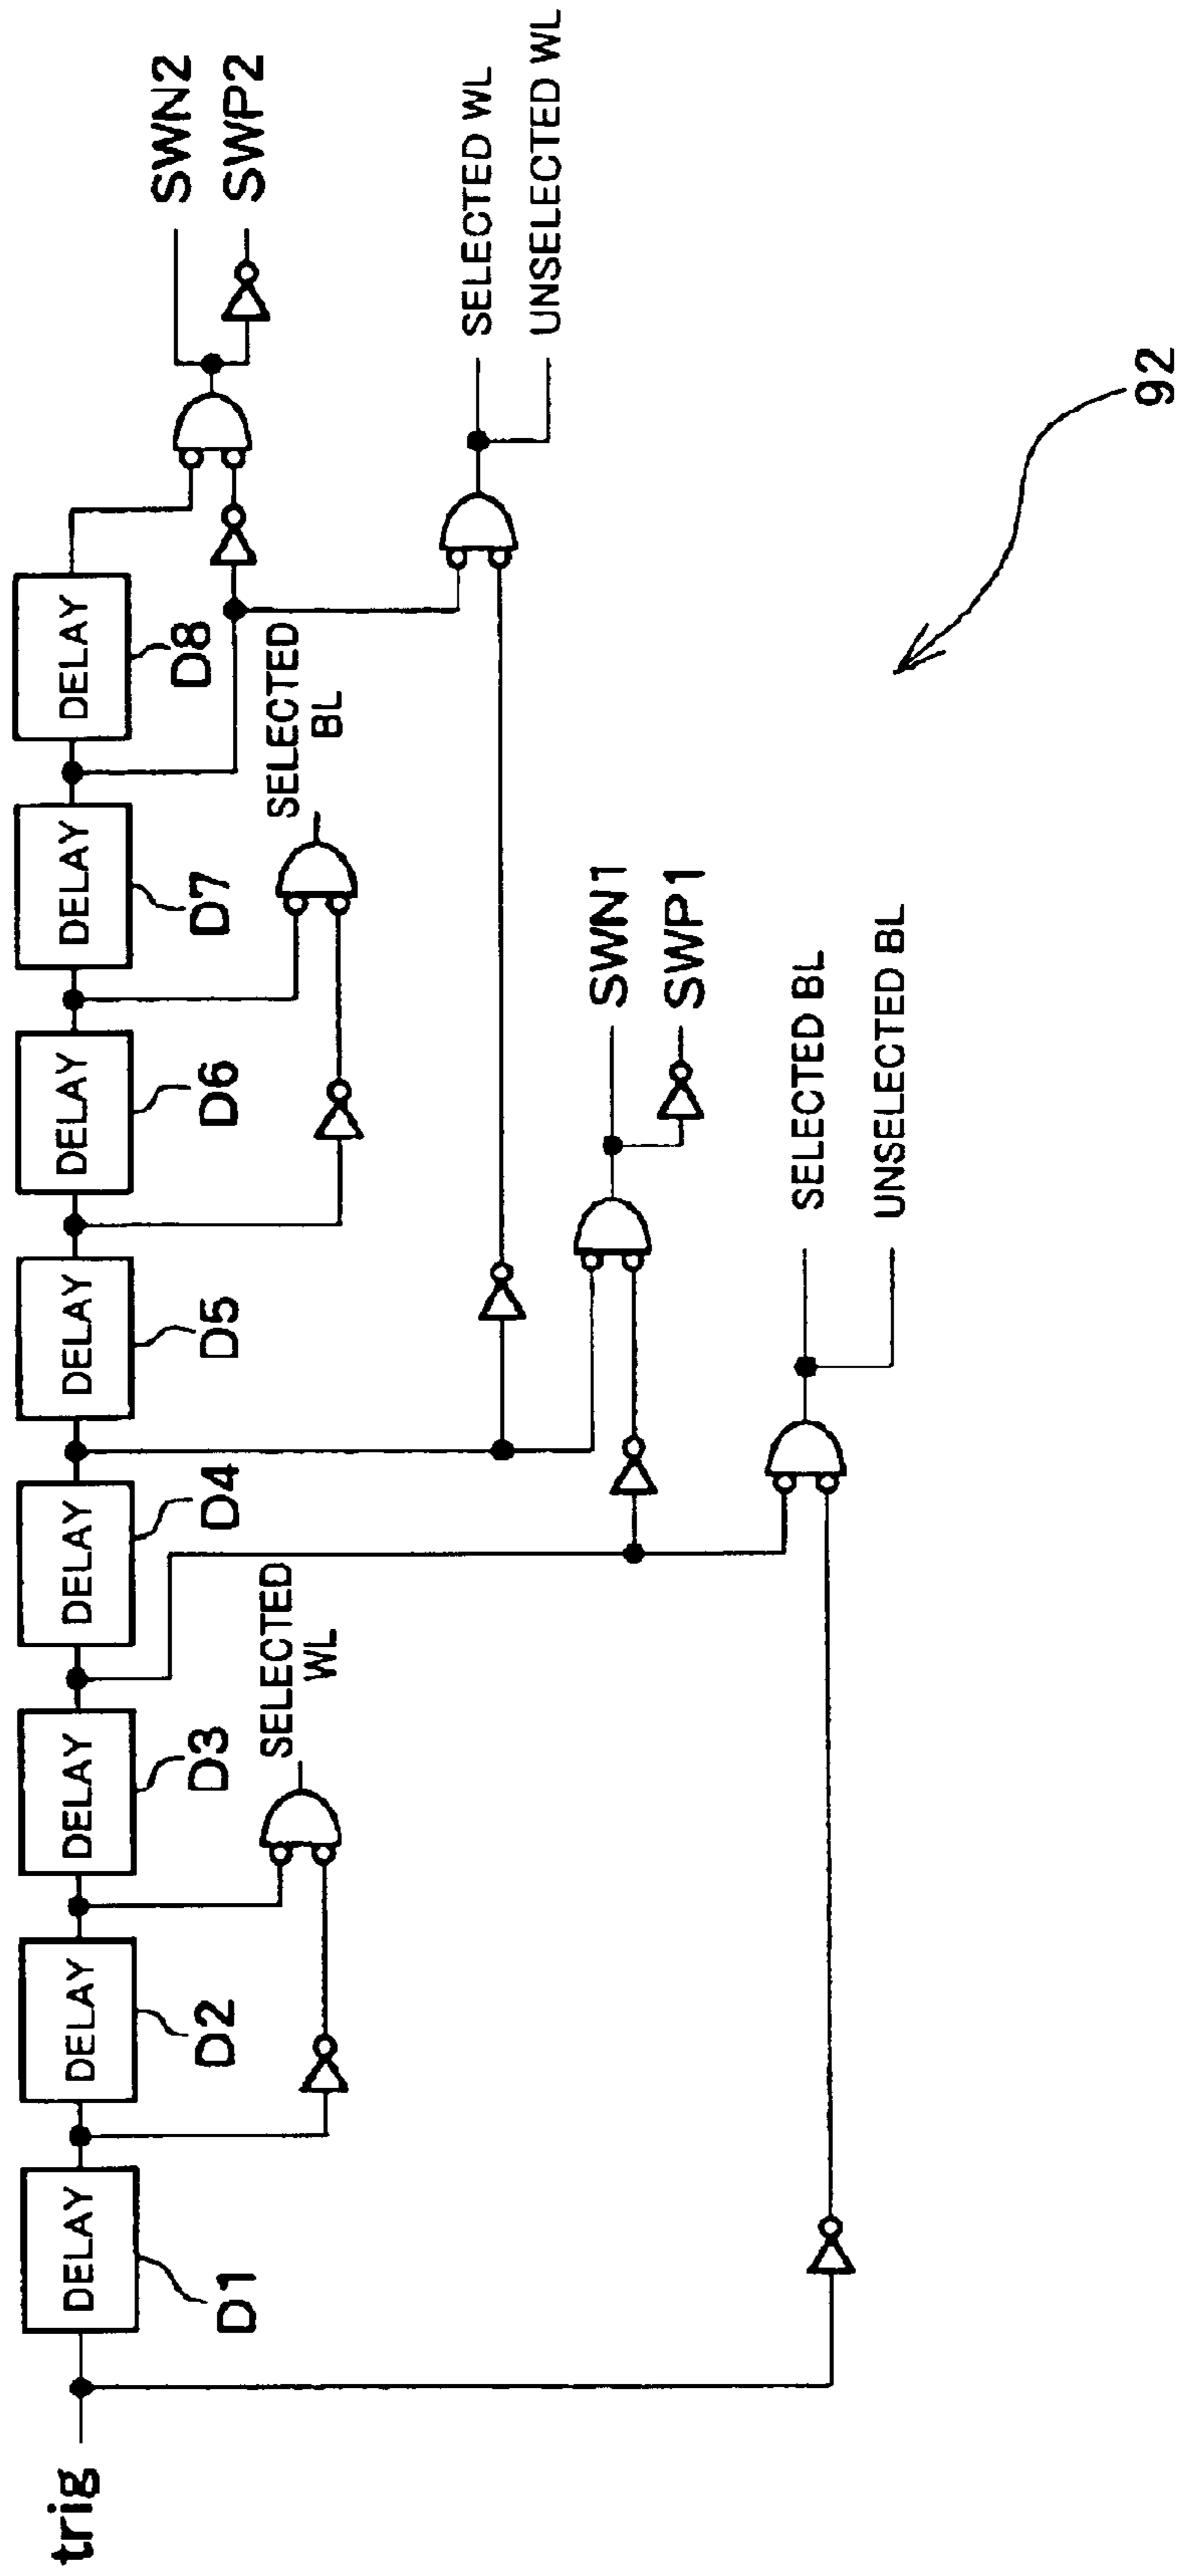 trig
DELAY
D1
DELAY
D2
DELAY
D3
DELAY
D4
DELAY
D5
DELAY
D6
DELAY
D7
DELAY
D8
SWN2
SWP2
SELECTED
WL
SELECTED
BL
SELECTED WL
UNSELECTED WL
SWN1
SWP1
SELECTED BL
UNSELECTED BL
92